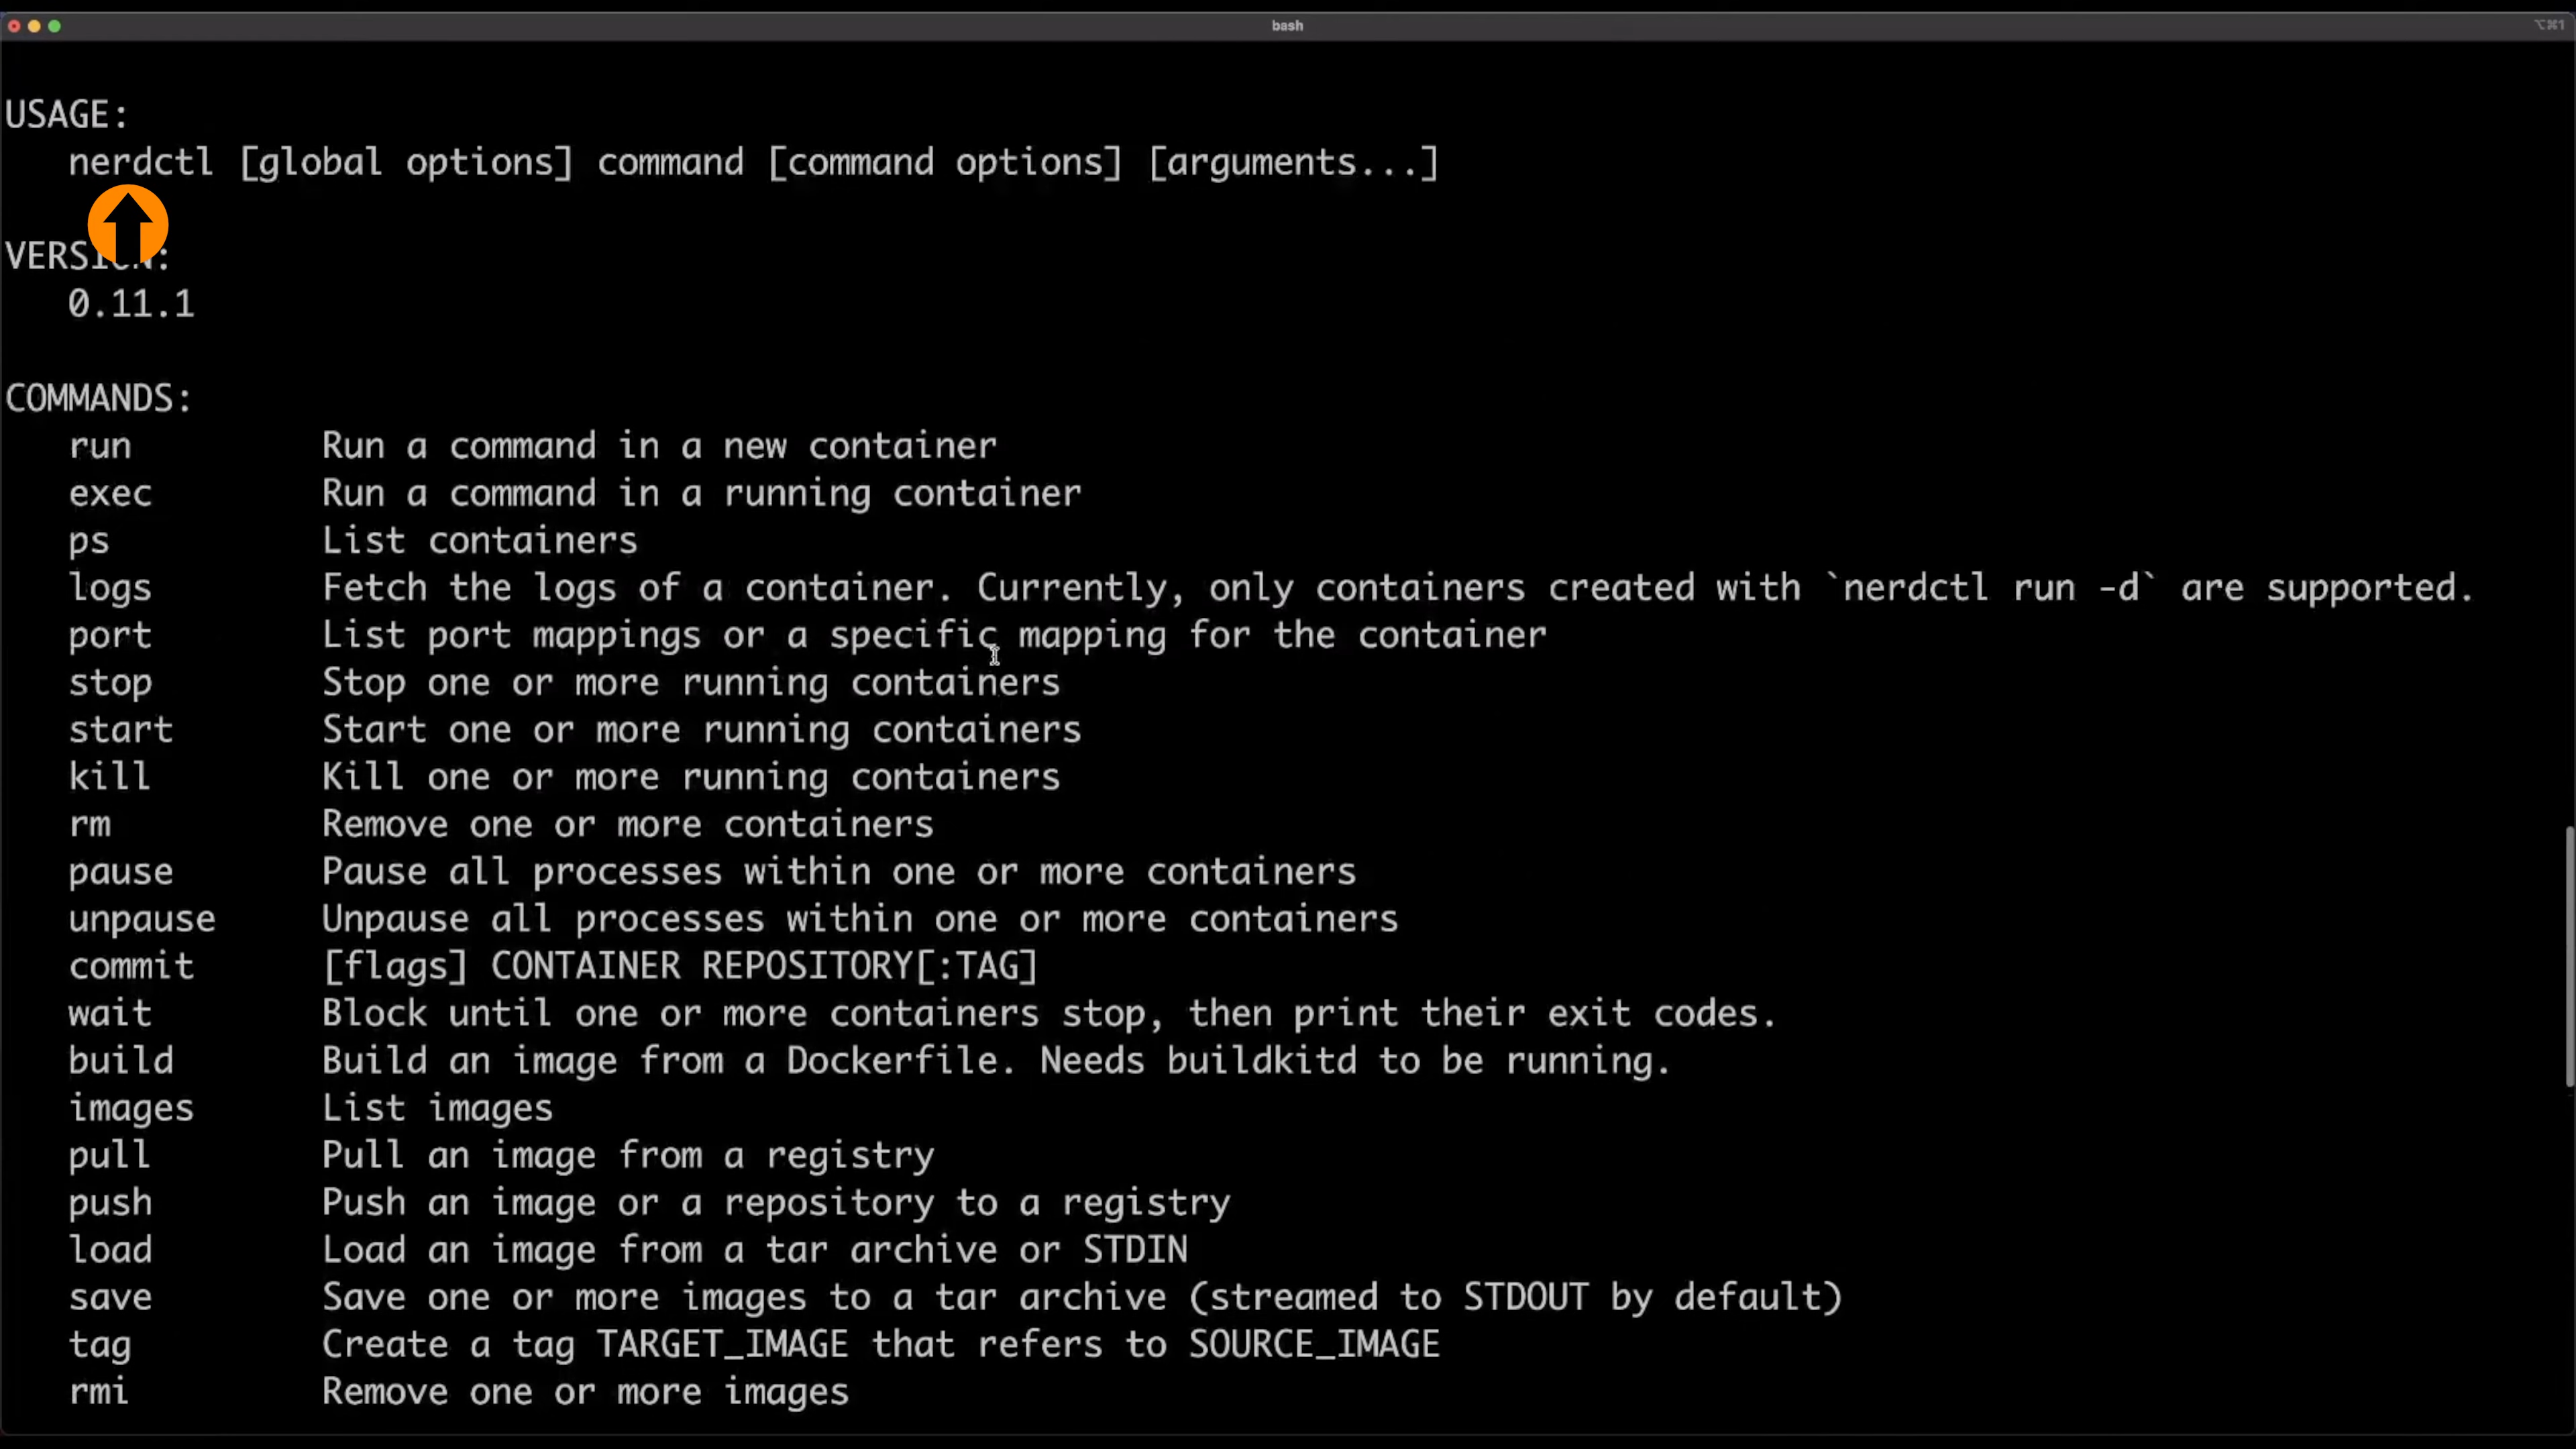 bash
⌥⌘1
USAGE:
nerdctl [global options] command [command options] [arguments...]
VERSION:
0.11.1
COMMANDS:
run Run a command in a new container
exec Run a command in a running container
ps List containers
logs Fetch the logs of a container. Currently, only containers created with `nerdctl run -d` are supported.
port List port mappings or a specific mapping for the container
stop Stop one or more running containers
start Start one or more running containers
kill Kill one or more running containers
rm Remove one or more containers
pause Pause all processes within one or more containers
unpause Unpause all processes within one or more containers
commit [flags] CONTAINER REPOSITORY[:TAG]
wait Block until one or more containers stop, then print their exit codes.
build Build an image from a Dockerfile. Needs buildkitd to be running.
images List images
pull Pull an image from a registry
push Push an image or a repository to a registry
load Load an image from a tar archive or STDIN
save Save one or more images to a tar archive (streamed to STDOUT by default)
tag Create a tag TARGET_IMAGE that refers to SOURCE_IMAGE
rmi Remove one or more images